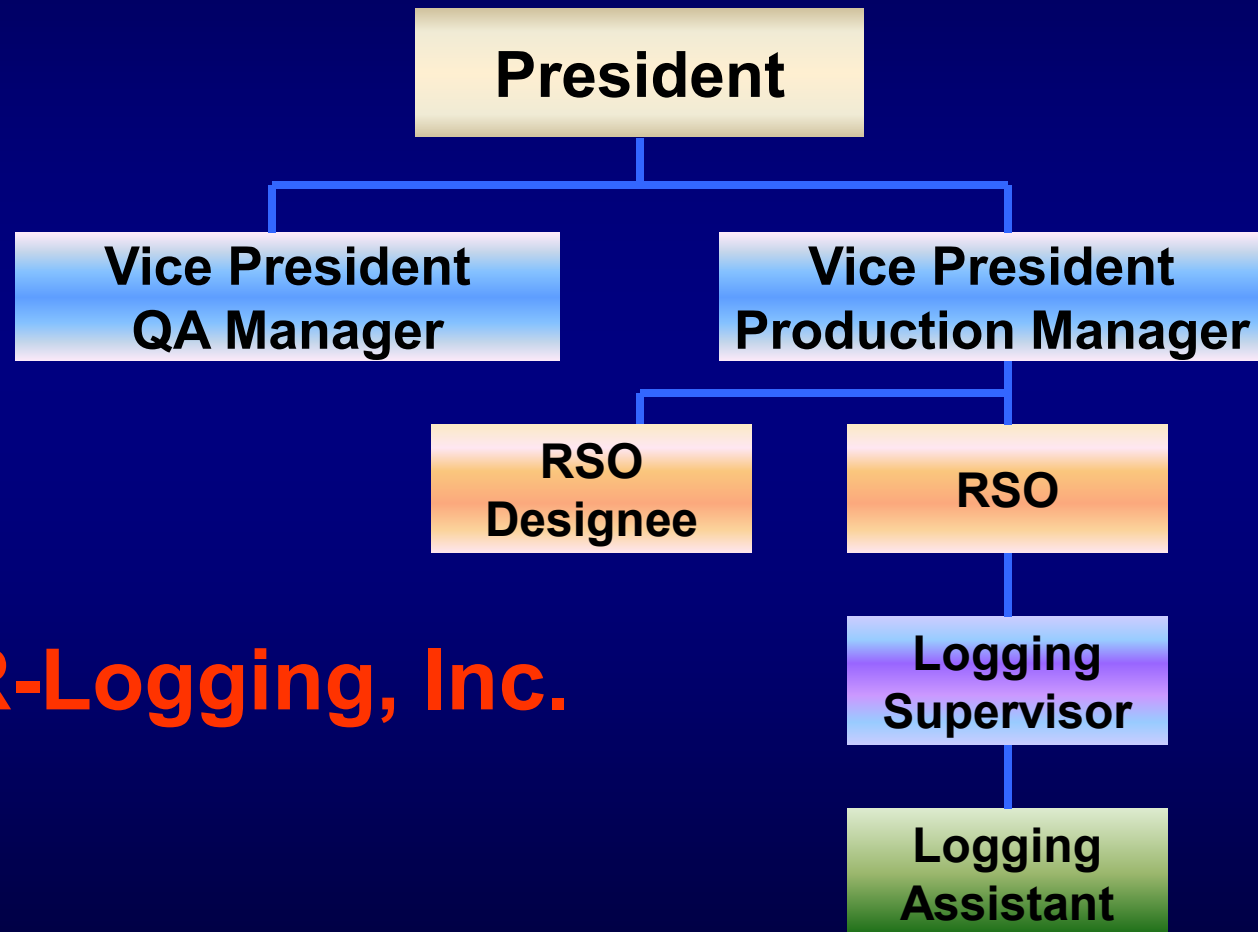 President
Vice President
QA Manager
Vice President
Production Manager
RSO
Designee
RSO
R-Logging, Inc.
Logging
Supervisor
Logging
Assistant